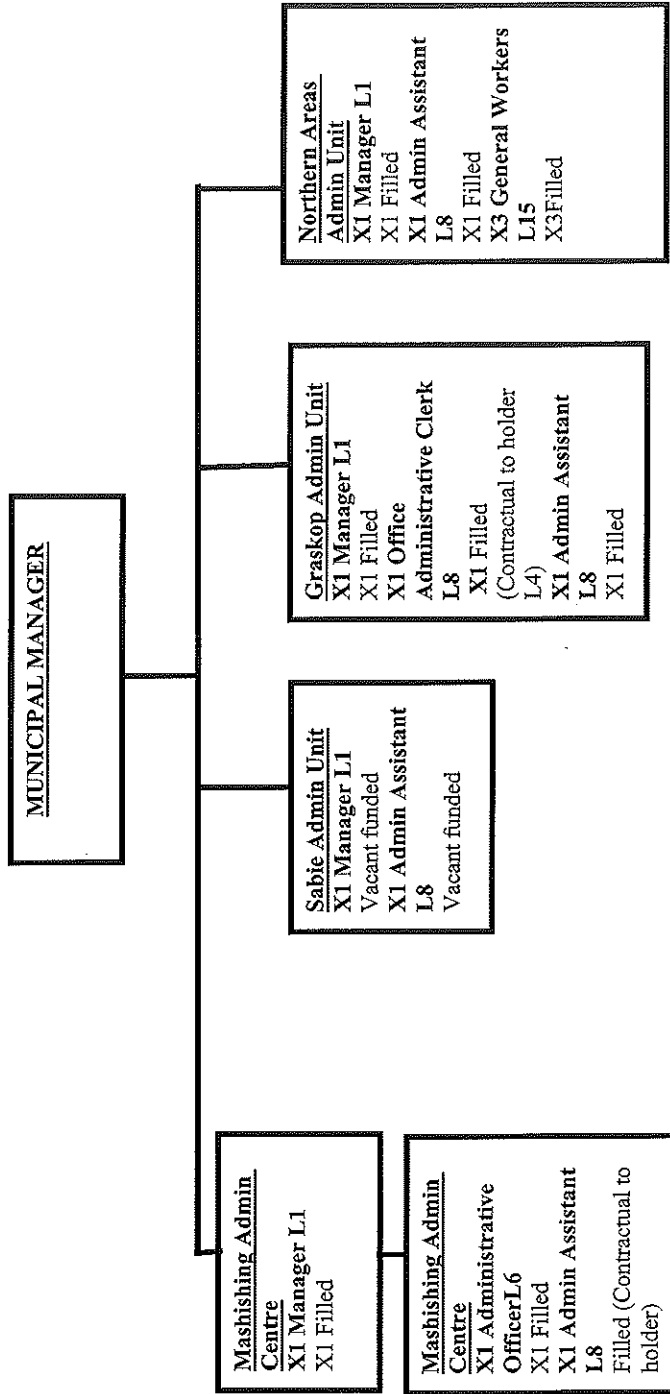 MUNICIPAL MANAGER
Mashishing Admin
Centre
X1 Manager L1
X1 Filled
Mashishing Admin
Centre
X1 Administrative
OfficerL6
X1 Filled
X1 Admin Assistant
L8
Filled (Contractual to
holder)
Sabie Admin Unit
X1 Manager L1
Vacant funded
X1 Admin Assistant
L8
Vacant funded
Graskop Admin Unit
X1 Manager L1
X1 Filled
X1 Office
Administrative Clerk
L8
X1 Filled
(Contractual to holder
L4)
X1 Admin Assistant
L8
X1 Filled
Northern Areas
Admin Unit
X1 Manager L1
X1 Filled
X1 Admin Assistant
L8
X1 Filled
X3 General Workers
L15
X3Filled